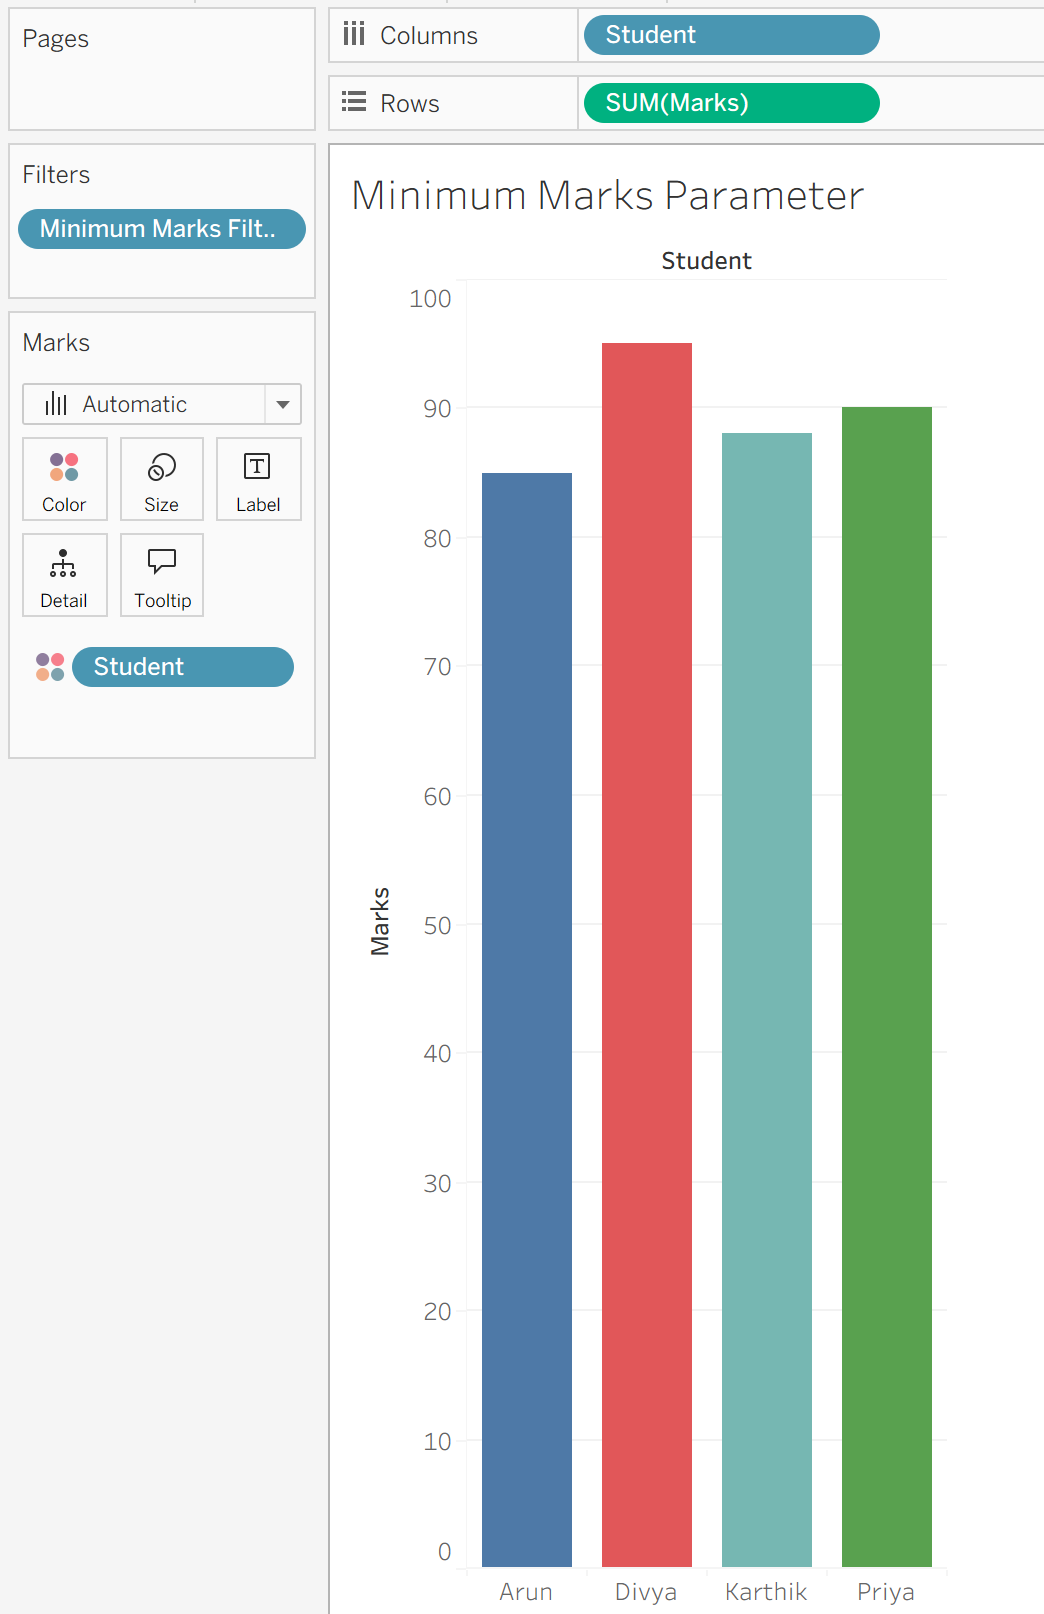 Pages
Columns
Student
Rows
SUM(Marks)
Filters
Minimum Marks Filt..
Marks
Automatic
Color
Size
Label
Detail
Tooltip
Student
Minimum Marks Parameter
Student
100
90
80
70
60
50
40
30
20
10
0
Marks
Arun
Divya
Karthik
Priya